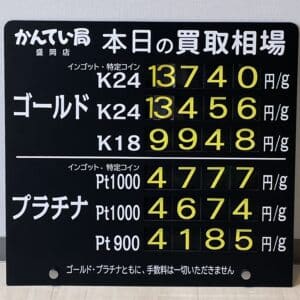 かんてい局
盛岡店
本日の買取相場
ゴールド
インゴット・特定コイン
K24 13740 円/g
K24 13456 円/g
K18 9948 円/g
プラチナ
インゴット・特定コイン
Pt1000 4777 円/g
Pt1000 4674 円/g
Pt900 4185 円/g
ゴールド・プラチナともに、手数料は一切いただきません